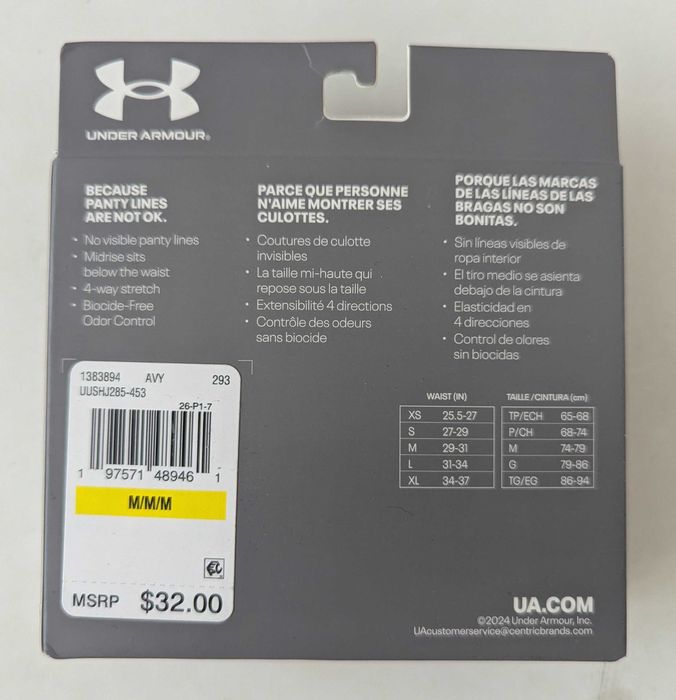 UNDER ARMOUR®
BECAUSE
PANTY LINES
ARE NOT OK.
• No visible panty lines
• Midrise sits
below the waist
• 4-way stretch
• Biocide-Free
Odor Control
PARCE QUE PERSONNE
N'AIME MONTRER SES
CULOTTES.
• Coutures de culotte
invisibles
• La taille mi-haute qui
repose sous la taille
• Extensibilité 4 directions
• Contrôle des odeurs
sans biocide
PORQUE LAS MARCAS
DE LAS LÍNEAS DE LAS
BRAGAS NO SON
BONITAS.
• Sin líneas visibles de
ropa interior
• El tiro medio se asienta
debajo de la cintura
• Elasticidad en
4 direcciones
• Control de olores
sin biocidas
1383894 AVY 293
UUSHJ285-453
26-P1-7
1 97571 48946 1
M/M/M
MSRP $32.00
WAIST (IN)
XS 25.5-27
S 27-29
M 29-31
L 31-34
XL 34-37
TAILLE/CINTURA (cm)
TP/ECH 65-68
P/CH 68-74
M 74-79
G 79-86
TG/EG 86-94
UA.COM
©2024 Under Armour, Inc.
UAcustomerservice@centricbrands.com